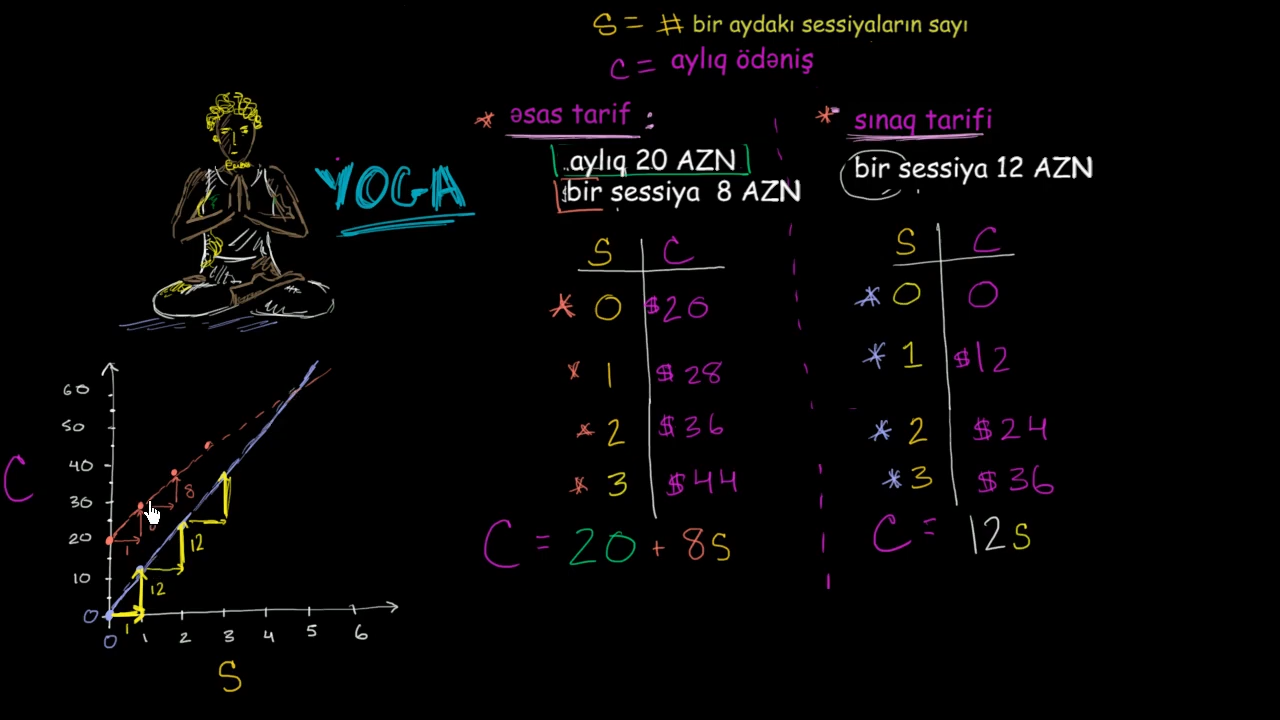 S = # bir aydakı sessiyaların sayı
C = aylıq ödəniş
* əsas tarif :
aylıq 20 AZN
bir sessiya 8 AZN
* sınaq tarifi
bir sessiya 12 AZN
YOGA
S C
* 0 $20
* 1 $28
* 2 $36
* 3 $44
C = 20 + 8S
S C
* 0 0
* 1 $12
* 2 $24
* 3 $36
C = 12S
60
50
40
30
20
10
0
C
0 1 2 3 4 5 6
S
1
8
1
12
12